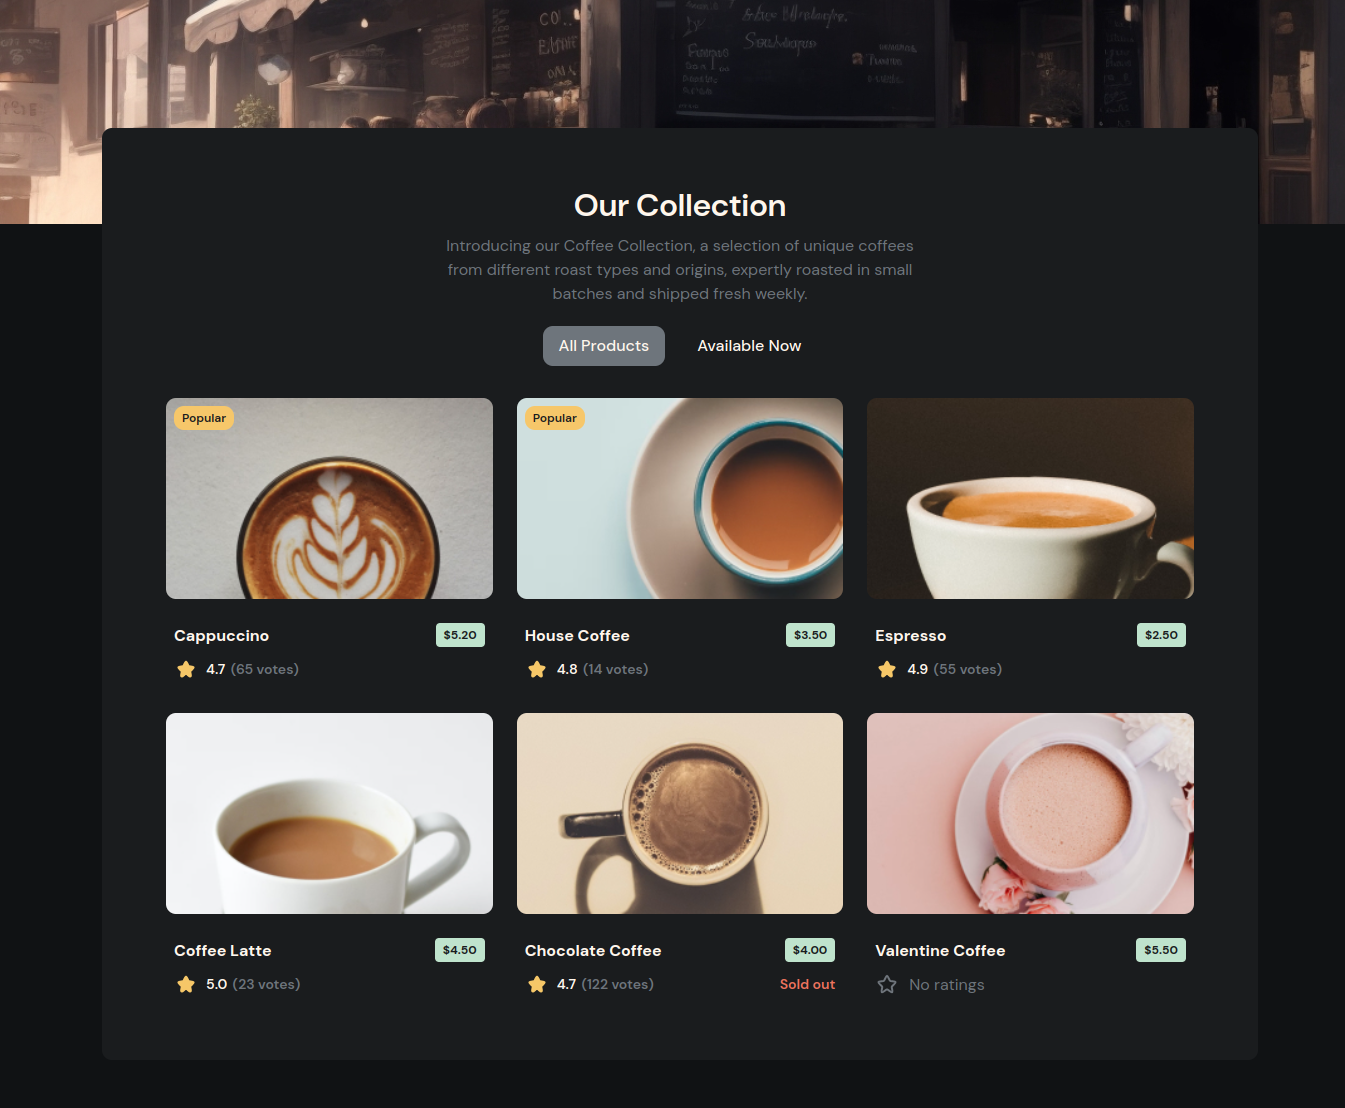 Our Collection
Introducing our Coffee Collection, a selection of unique coffees
from different roast types and origins, expertly roasted in small
batches and shipped fresh weekly.
All Products
Available Now
Popular
Popular
Cappuccino
$5.20
House Coffee
$3.50
Espresso
$2.50
4.7 (65 votes)
4.8 (14 votes)
4.9 (55 votes)
Coffee Latte
$4.50
Chocolate Coffee
$4.00
Valentine Coffee
$5.50
5.0 (23 votes)
4.7 (122 votes)
Sold out
No ratings